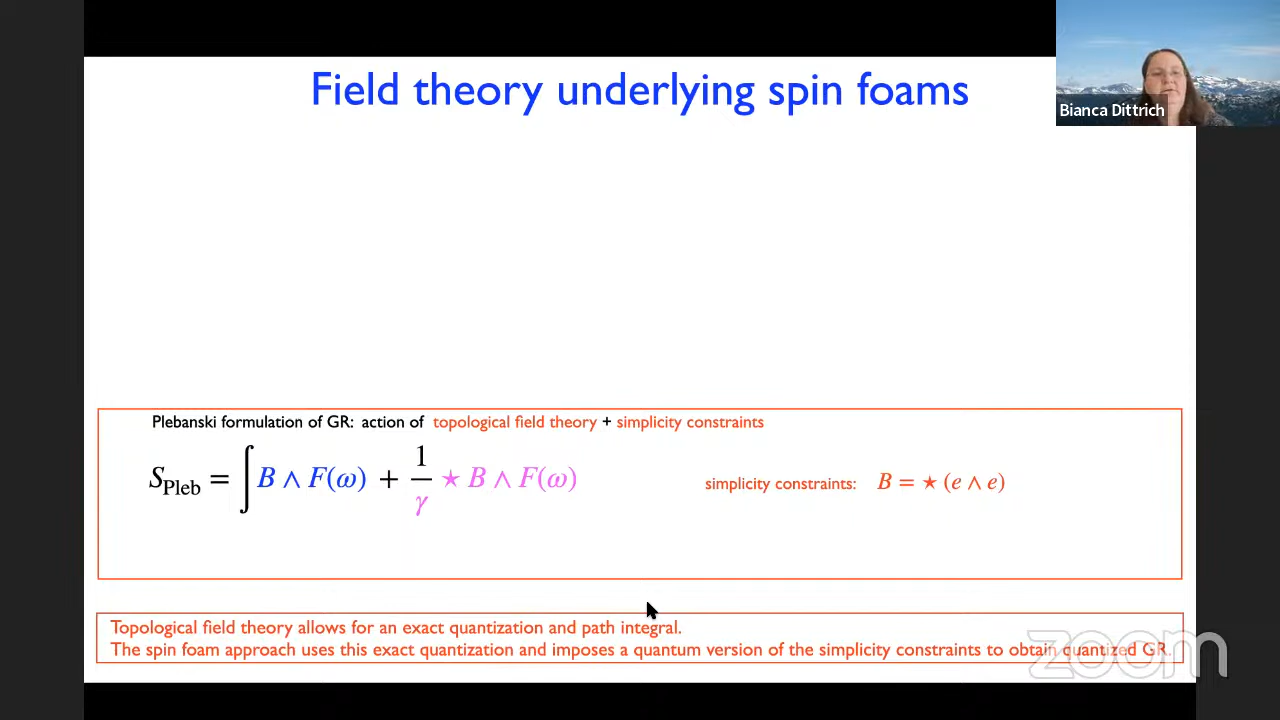 Field theory underlying spin foams
Bianca Dittrich
Plebanski formulation of GR: action of topological field theory + simplicity constraints
S_Pleb = ∫ B ∧ F(ω) + 1/γ ⋆ B ∧ F(ω)
simplicity constraints: B = ⋆ (e ∧ e)
Topological field theory allows for an exact quantization and path integral.
The spin foam approach uses this exact quantization and imposes a quantum version of the simplicity constraints to obtain quantized GR.
zoom